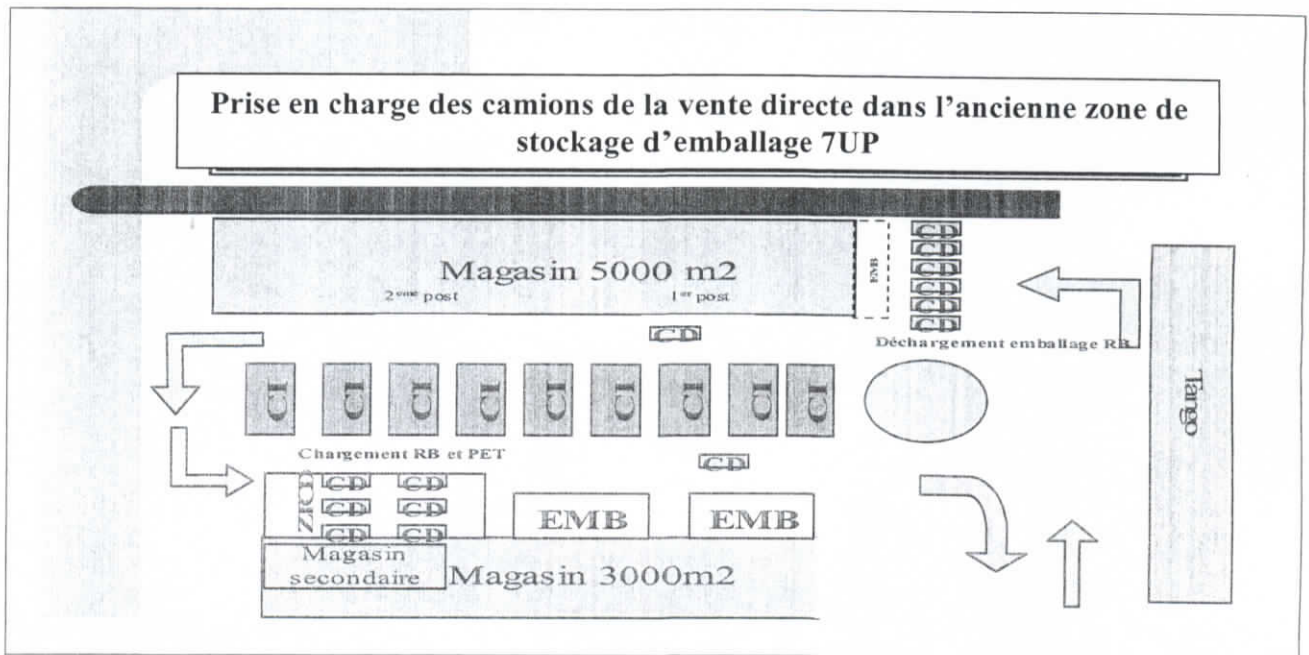 Prise en charge des camions de la vente directe dans l'ancienne zone de
stockage d'emballage 7UP
Magasin 5000 m2
2eme post
1er post
EMB
CD
CD
CD
CD
CD
CD
Déchargement emballage RB
CD
Tango
CI
CI
CI
CI
CI
CI
CI
CI
CI
Chargement RB et PET
CD
CD CD
CD CD
CD CD
EMB
EMB
Magasin
secondaire
Magasin 3000m2